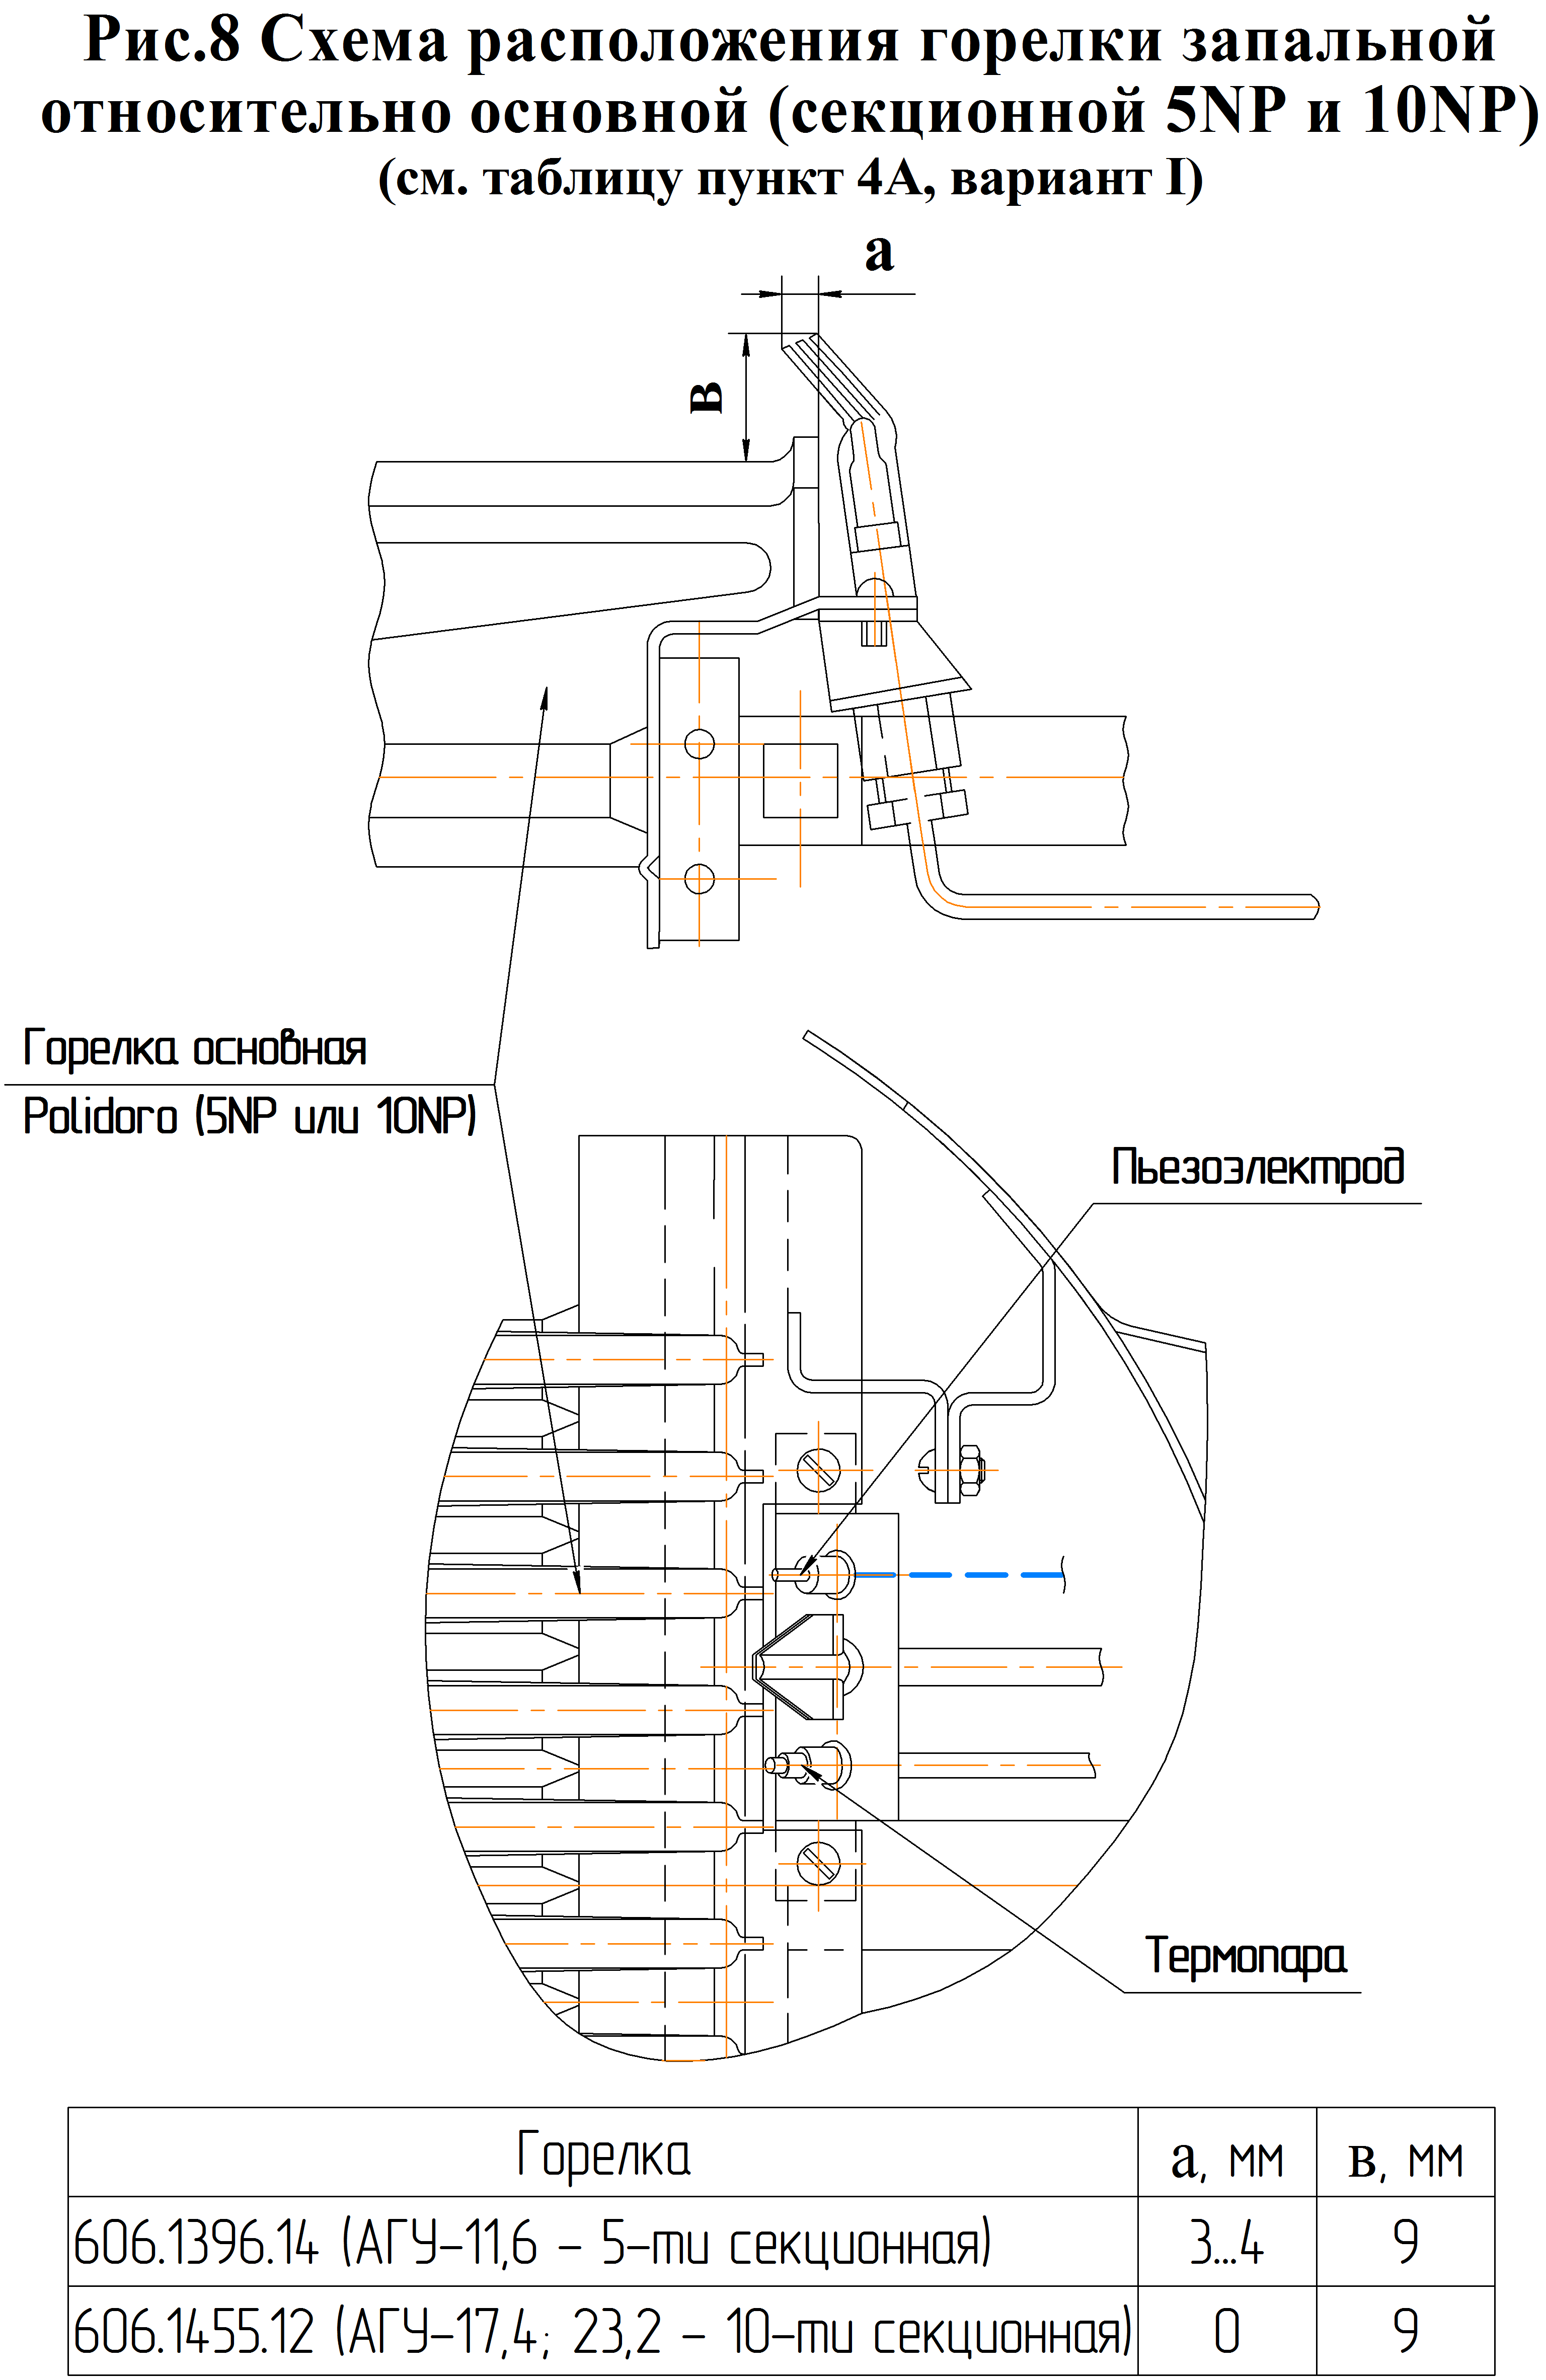 Рис.8 Схема расположения горелки запальной
относительно основной (секционной 5NP и 10NP)
(см. таблицу пункт 4А, вариант I)
а
в
Горелка основная
Polidoro (5NP или 10NP)
Пьезоэлектрод
Термопара
Горелка а, мм в, мм
606.1396.14 (АГУ-11,6 - 5-ти секционная) 3...4 9
606.1455.12 (АГУ-17,4; 23,2 - 10-ти секционная) 0 9